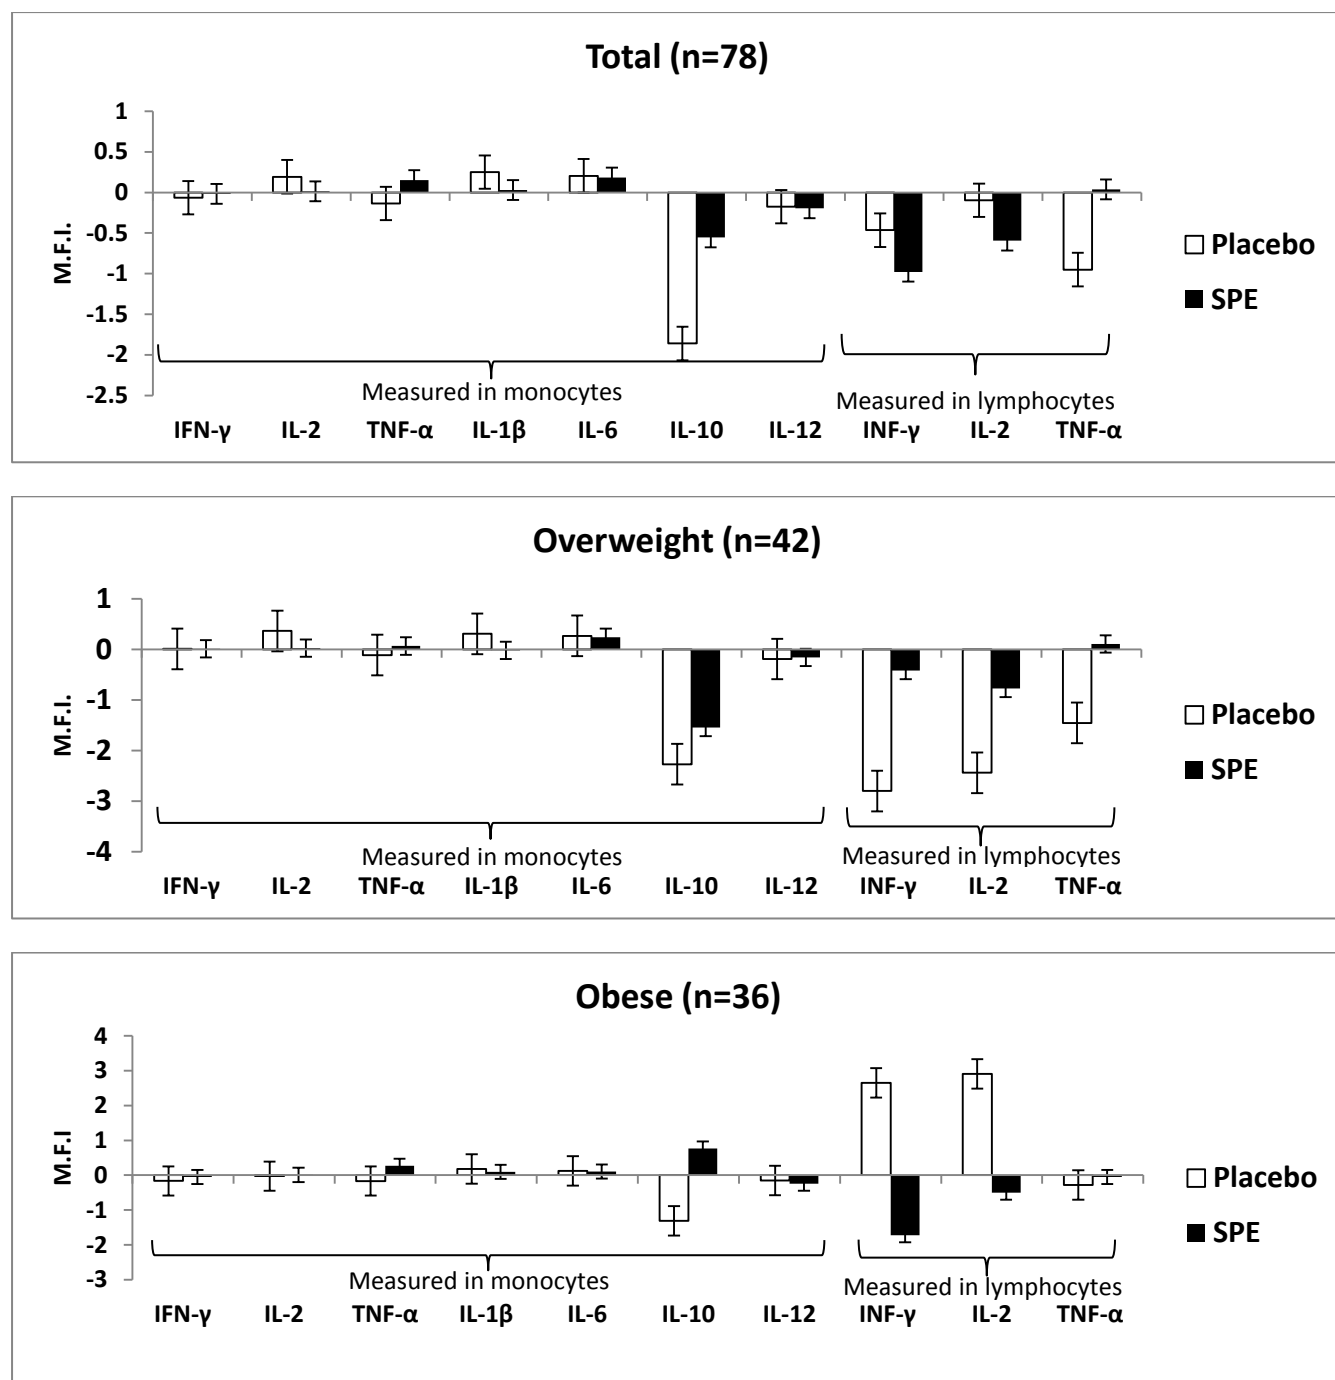 Total (n=78)
1
0.5
0
-0.5
-1
-1.5
-2
-2.5
M.F.I.
Placebo
SPE
Measured in monocytes
Measured in lymphocytes
IFN-γ IL-2 TNF-α IL-1β IL-6 IL-10 IL-12 INF-γ IL-2 TNF-α
Overweight (n=42)
1
0
-1
-2
-3
-4
M.F.I.
Placebo
SPE
Measured in monocytes
Measured in lymphocytes
IFN-γ IL-2 TNF-α IL-1β IL-6 IL-10 IL-12 INF-γ IL-2 TNF-α
Obese (n=36)
4
3
2
1
0
-1
-2
-3
M.F.I
Placebo
SPE
Measured in monocytes
Measured in lymphocytes
IFN-γ IL-2 TNF-α IL-1β IL-6 IL-10 IL-12 INF-γ IL-2 TNF-α